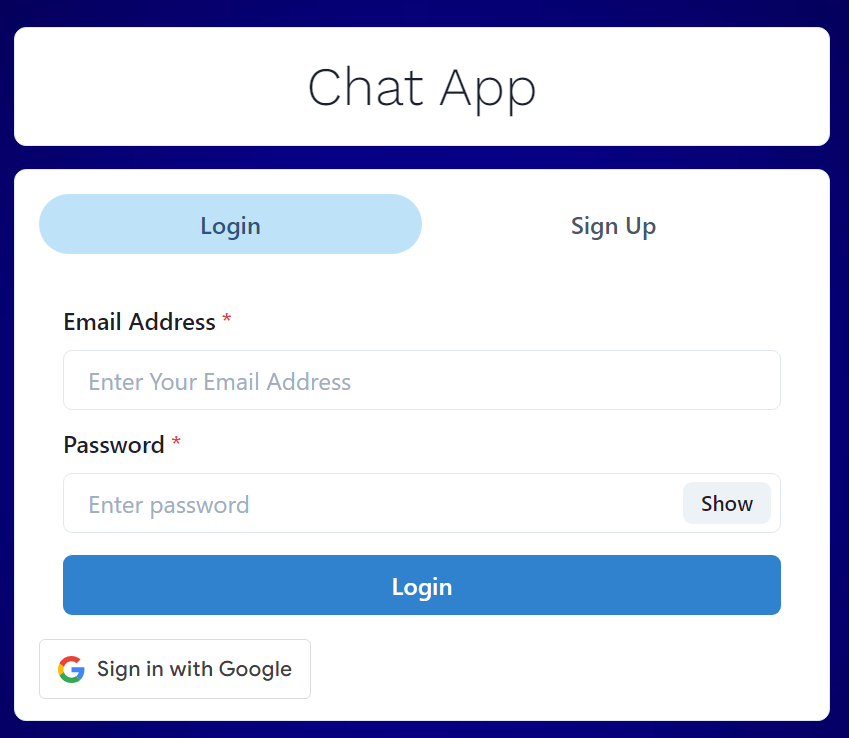 Chat App
Login
Sign Up
Email Address *
Enter Your Email Address
Password *
Enter password
Show
Login
Sign in with Google